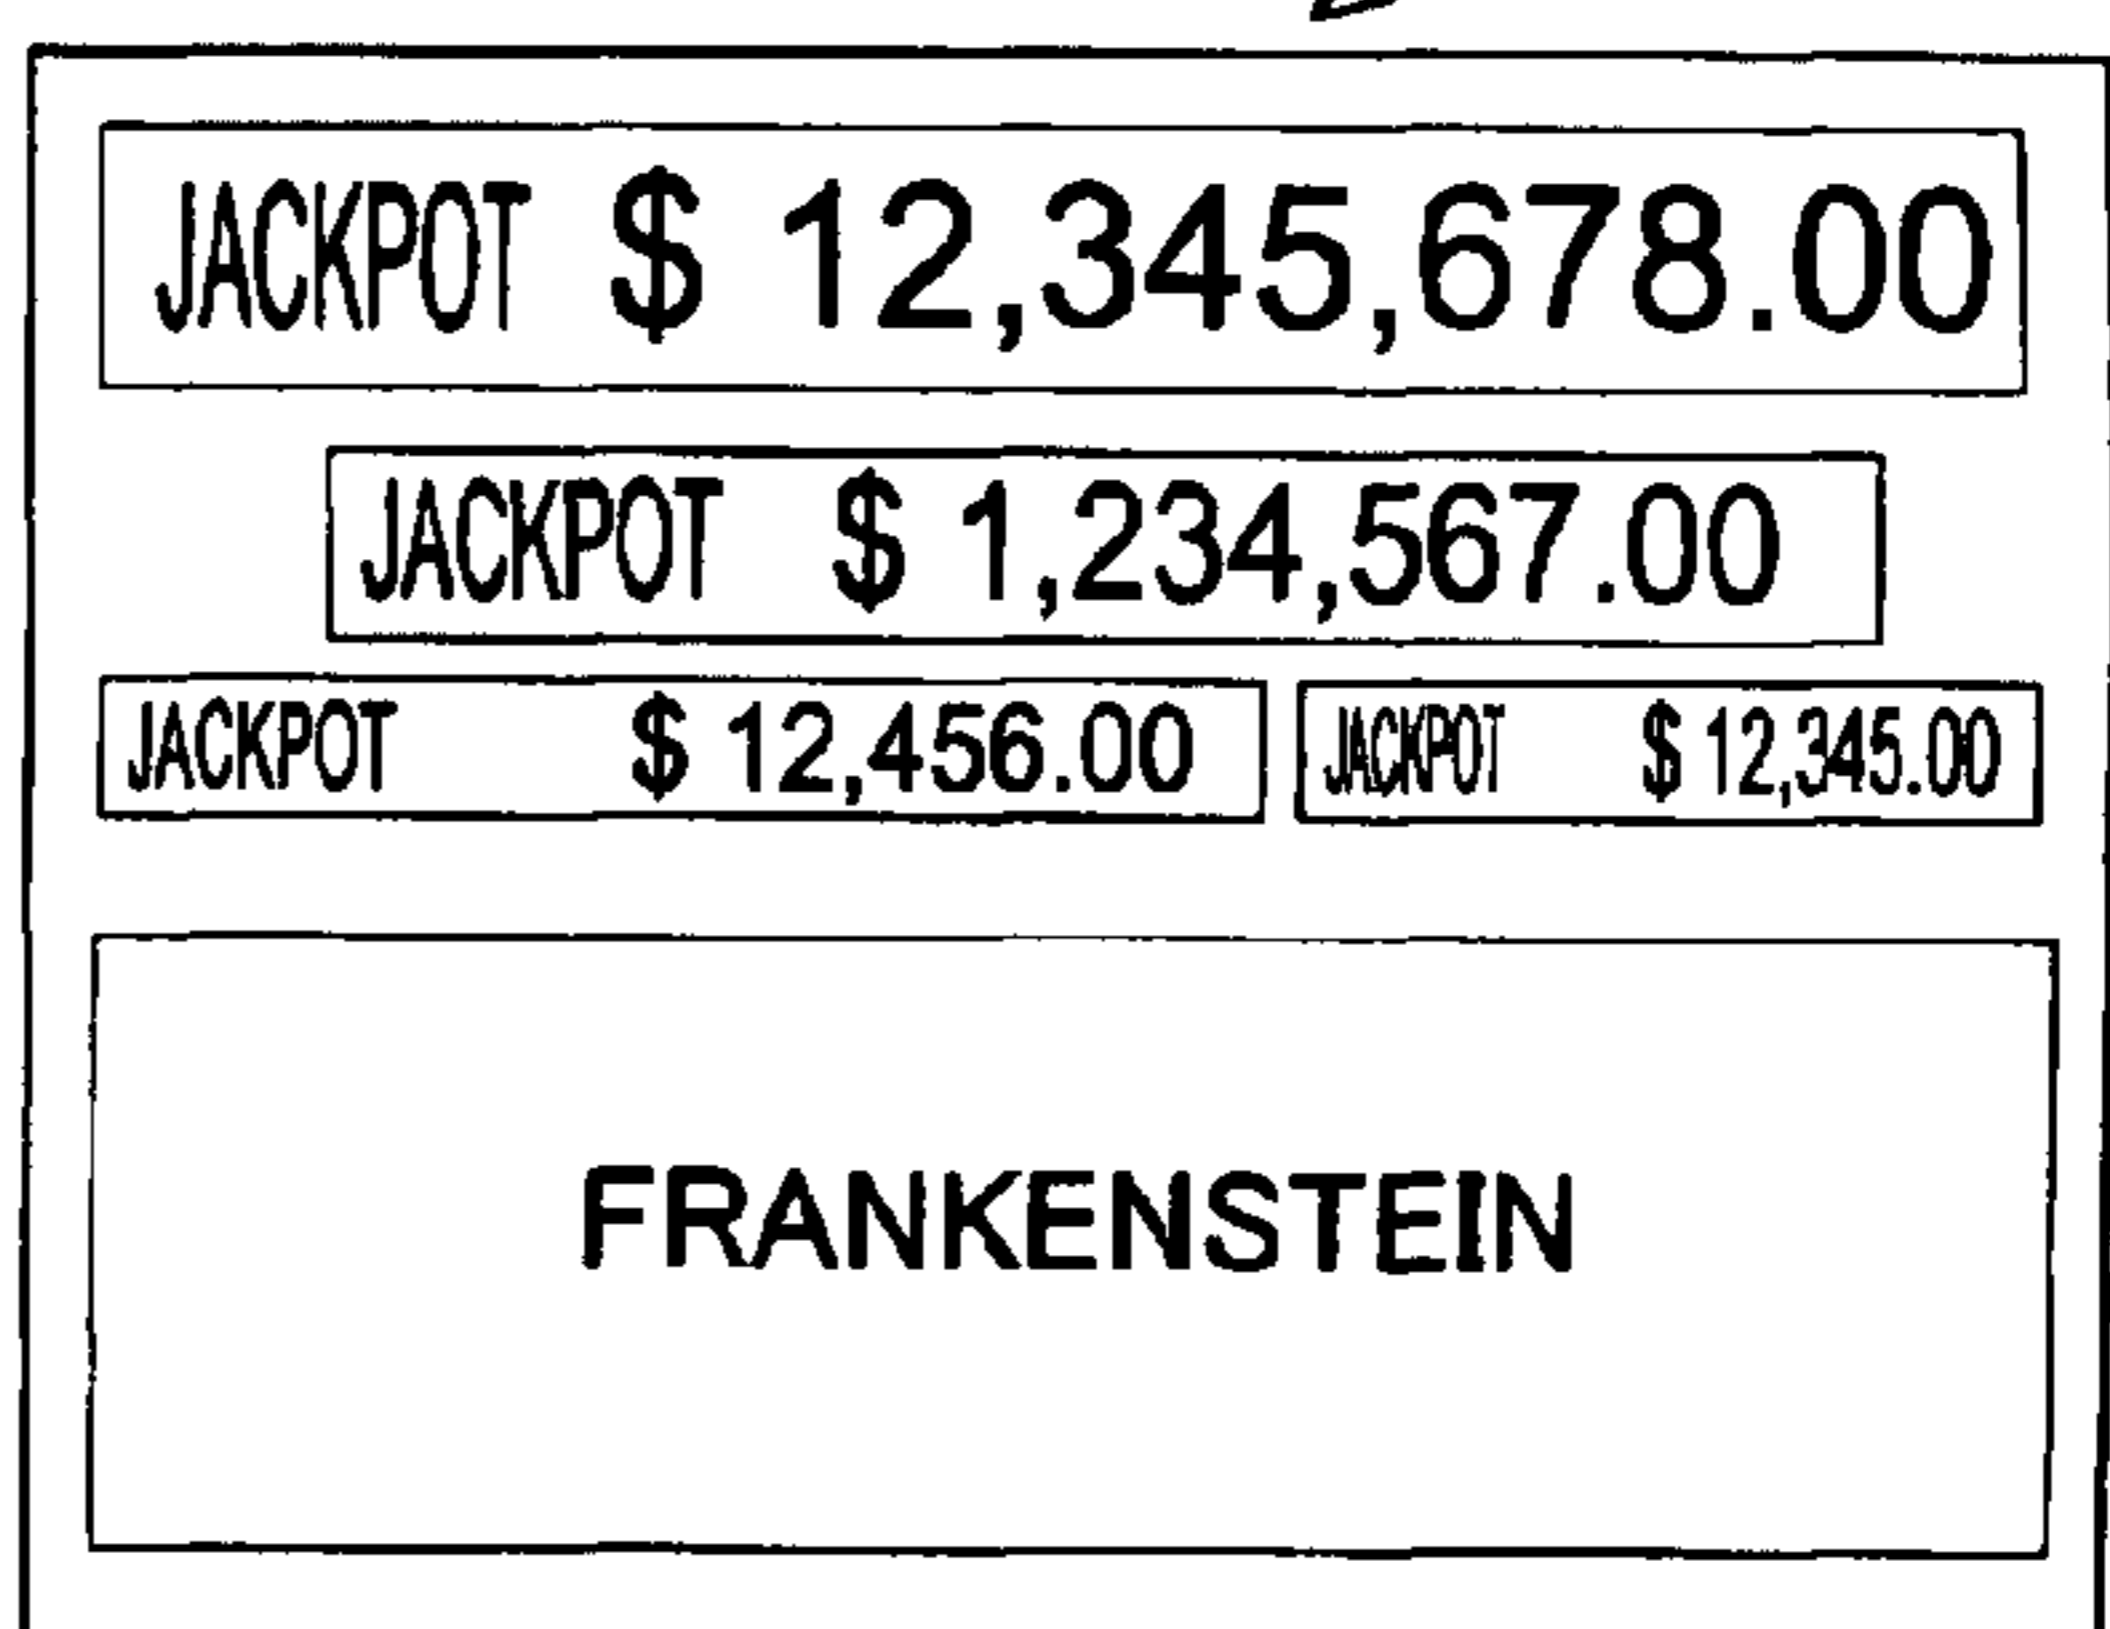 JACKPOT $ 12,345,678.00
JACKPOT $ 1,234,567.00
JACKPOT $ 12,456.00 JACKPOT $ 12,345.00
FRANKENSTEIN